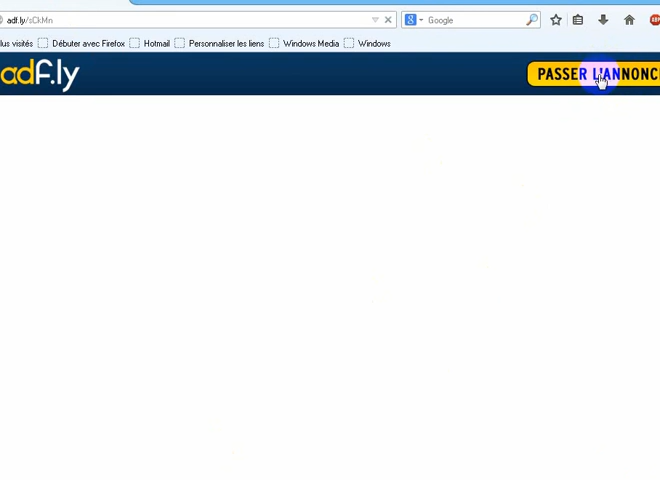 adf.ly/sCkMn
Google
lus visités Débuter avec Firefox Hotmail Personnaliser les liens Windows Media Windows
adf.ly
PASSER L'ANNONC